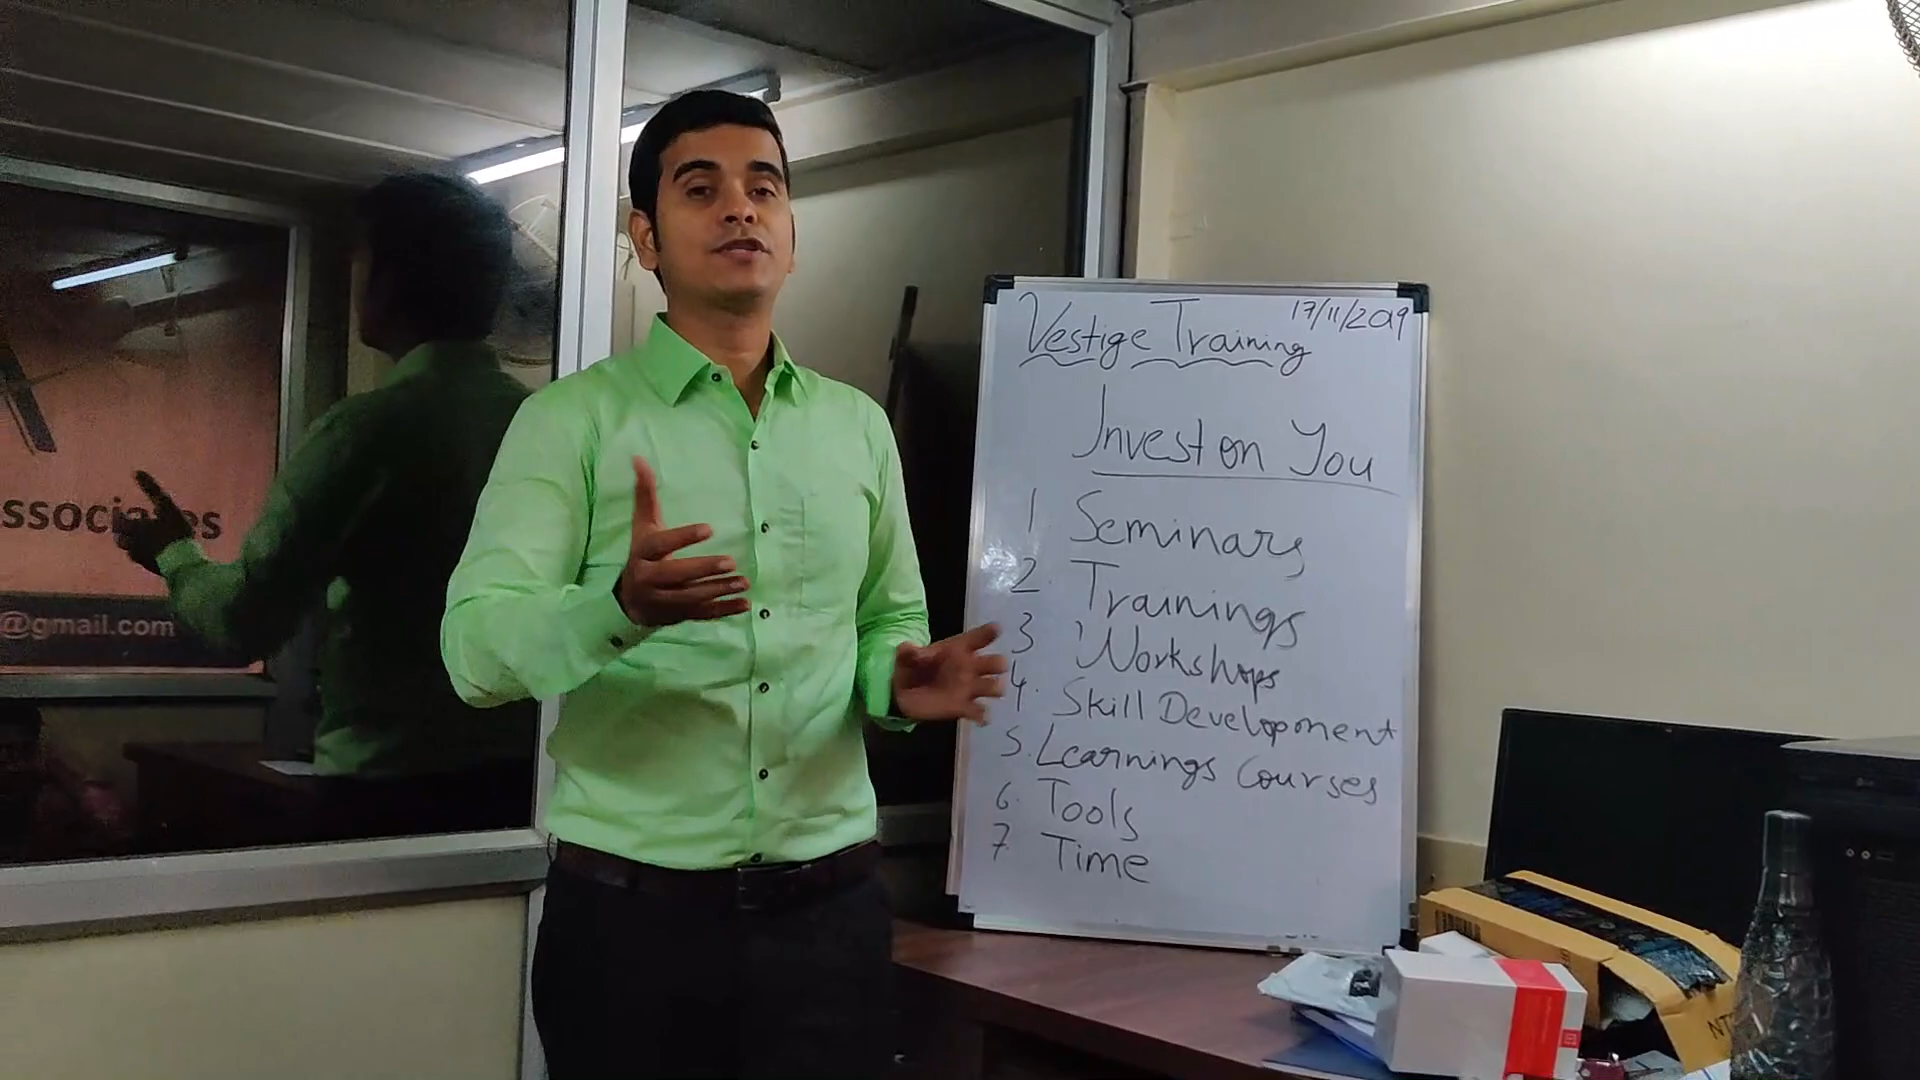 Vestige Training 17/11/2019
Invest on You
1 Seminars
2 Trainings
3 Workshops
4. Skill Development
5. Learnings Courses
6. Tools
7. Time
ssociates
@gmail.com